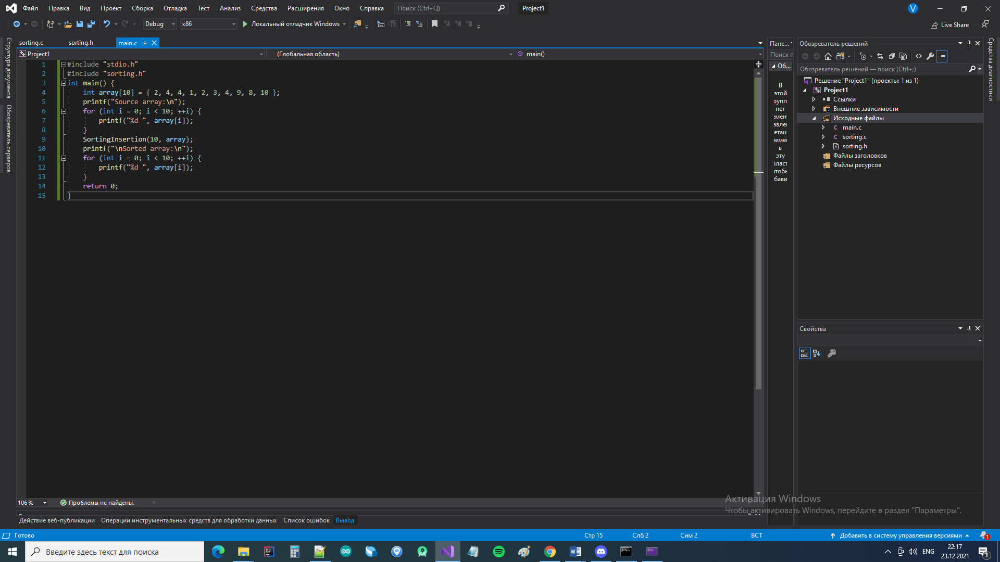 Файл Правка Вид Проект Сборка Отладка Тест Анализ Средства Расширения Окно Справка Поиск (Ctrl+Q) Project1 V
Debug x86 Локальный отладчик Windows Live Share
Структура документа
Обозреватель серверов
sorting.c sorting.h main.c
Project1 (Глобальная область) main()
1 #include "stdio.h"
2 #include "sorting.h"
3 int main() {
4 int array[10] = { 2, 4, 4, 1, 2, 3, 4, 9, 8, 10 };
5 printf("Source array:\n");
6 for (int i = 0; i < 10; ++i) {
7 printf("%d ", array[i]);
8 }
9 SortingInsertion(10, array);
10 printf("\nSorted array:\n");
11 for (int i = 0; i < 10; ++i) {
12 printf("%d ", array[i]);
13 }
14 return 0;
15 }
106 % Проблемы не найдены.
Действие веб-публикации Операции инструментальных средств для обработки данных Список ошибок Вывод
Пане...
Поиск п
Об...
В
этой
рупп
нет
емен
авле
еташ
леме
в
эту
бласт
чтобы
бави
Обозреватель решений
Обозреватель решений — поиск (Ctrl+;)
Решение "Project1" (проекты: 1 из 1)
Project1
Ссылки
Внешние зависимости
Исходные файлы
main.c
sorting.c
sorting.h
Файлы заголовков
Файлы ресурсов
Свойства
Средства диагностики
Активация Windows
Чтобы активировать Windows, перейдите в раздел "Параметры".
Готово Стр 15 Слб 2 Сим 2 ВСТ Добавить в систему управления версиями 1
Введите здесь текст для поиска ENG 22:17
23.12.2021 1